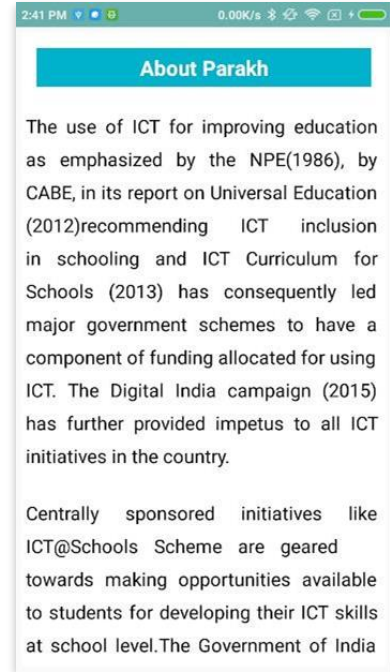 2:41 PM 0.00K/s
About Parakh
The use of ICT for improving education
as emphasized by the NPE(1986), by
CABE, in its report on Universal Education
(2012)recommending ICT inclusion
in schooling and ICT Curriculum for
Schools (2013) has consequently led
major government schemes to have a
component of funding allocated for using
ICT. The Digital India campaign (2015)
has further provided impetus to all ICT
initiatives in the country.
Centrally sponsored initiatives like
ICT@Schools Scheme are geared
towards making opportunities available
to students for developing their ICT skills
at school level.The Government of India